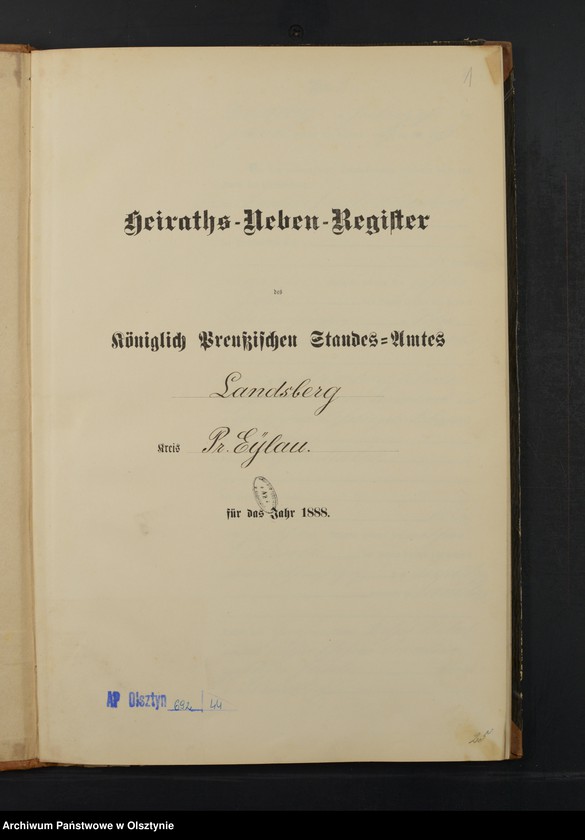 1
Heiraths-Neben-Register
des
Königlich Preußischen Standes-Amtes
Landsberg
Kreis Pr. Eÿlau.
für das Jahr 1888.
AP Olsztyn 692 / 44
Archiwum Państwowe w Olsztynie